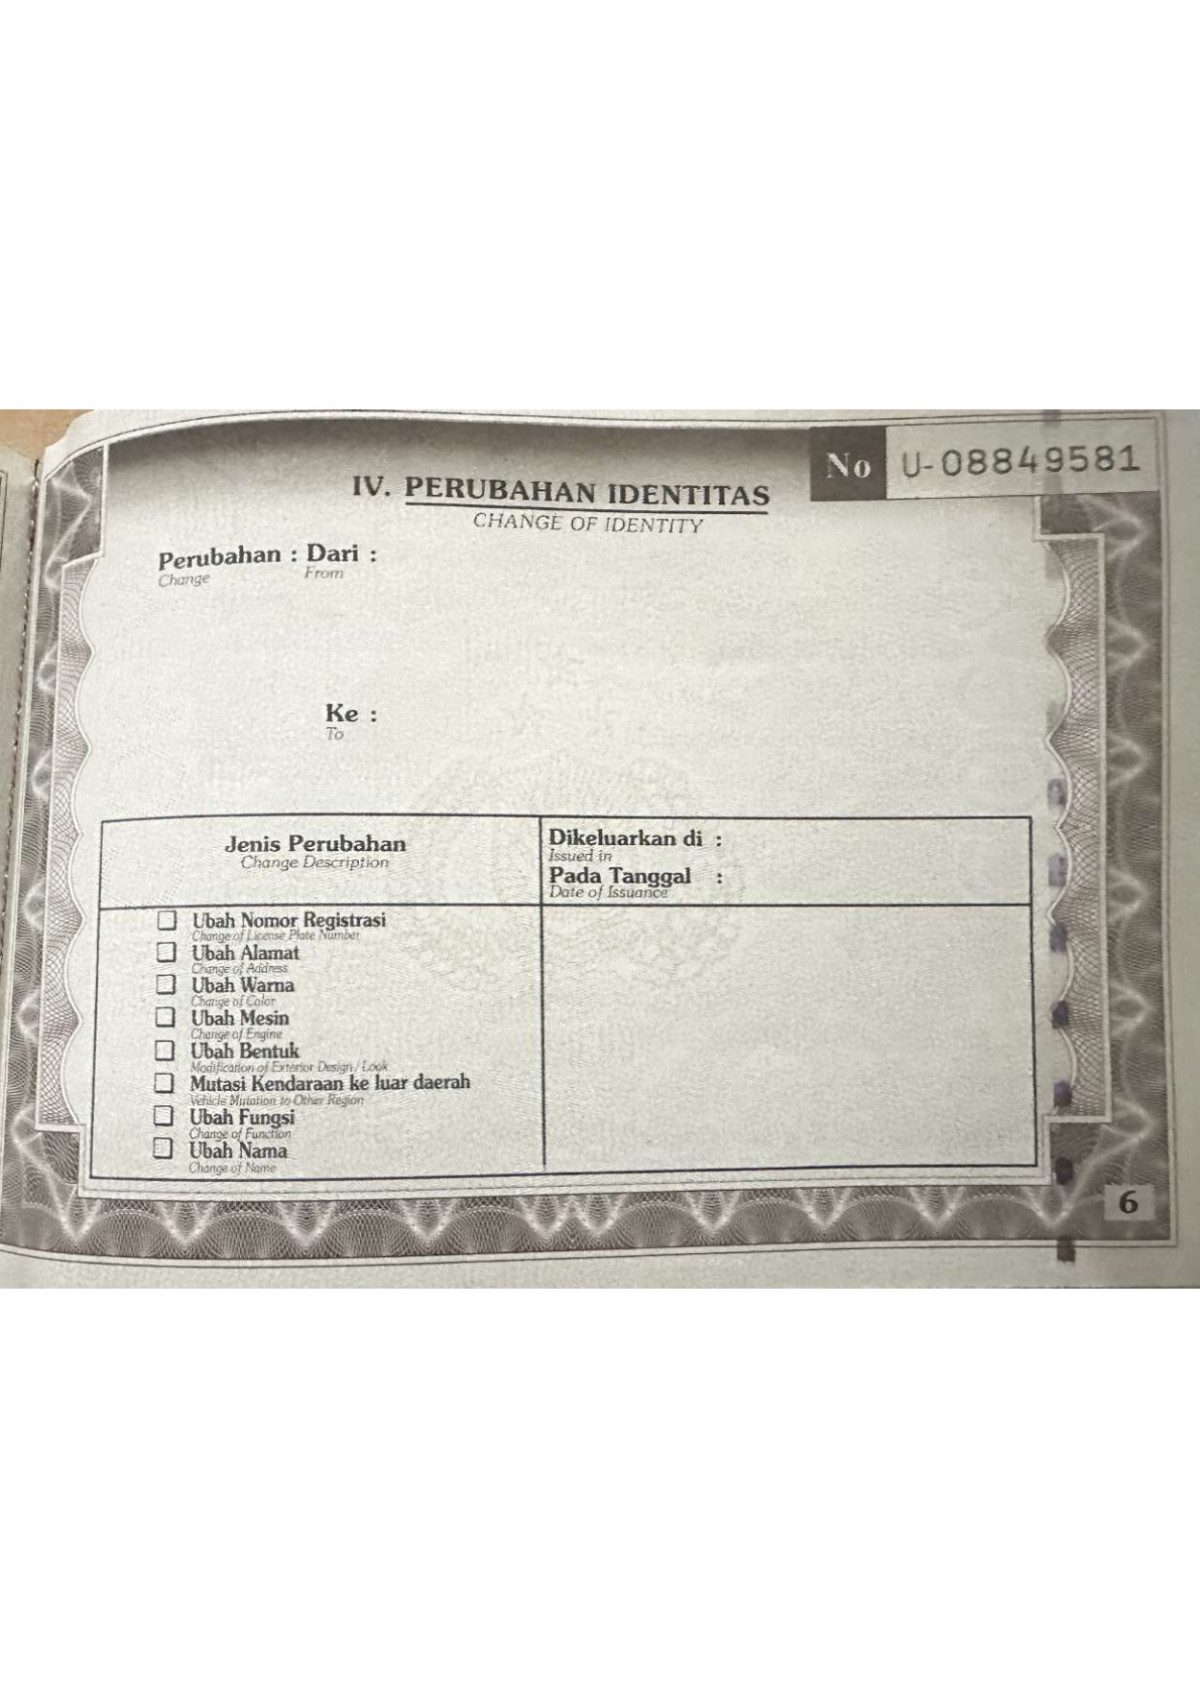 No U-08849581
IV. PERUBAHAN IDENTITAS
CHANGE OF IDENTITY
Perubahan : Dari :
Change From
Ke :
To
Jenis Perubahan
Change Description
Dikeluarkan di :
Issued in
Pada Tanggal :
Date of Issuance
Ubah Nomor Registrasi
Change of License Plate Number
Ubah Alamat
Change of Address
Ubah Warna
Change of Color
Ubah Mesin
Change of Engine
Ubah Bentuk
Modification of Exterior Design / Look
Mutasi Kendaraan ke luar daerah
Vehicle Mutation to Other Region
Ubah Fungsi
Change of Function
Ubah Nama
Change of Name
6